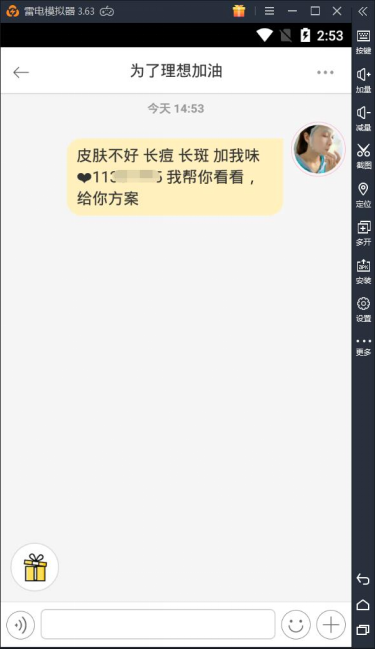 雷电模拟器 3.63
2:53
为了理想加油
今天 14:53
皮肤不好 长痘 长斑 加我味
❤113 5 我帮你看看，
给你方案
按键
加量
减量
截图
定位
多开
安装
设置
更多